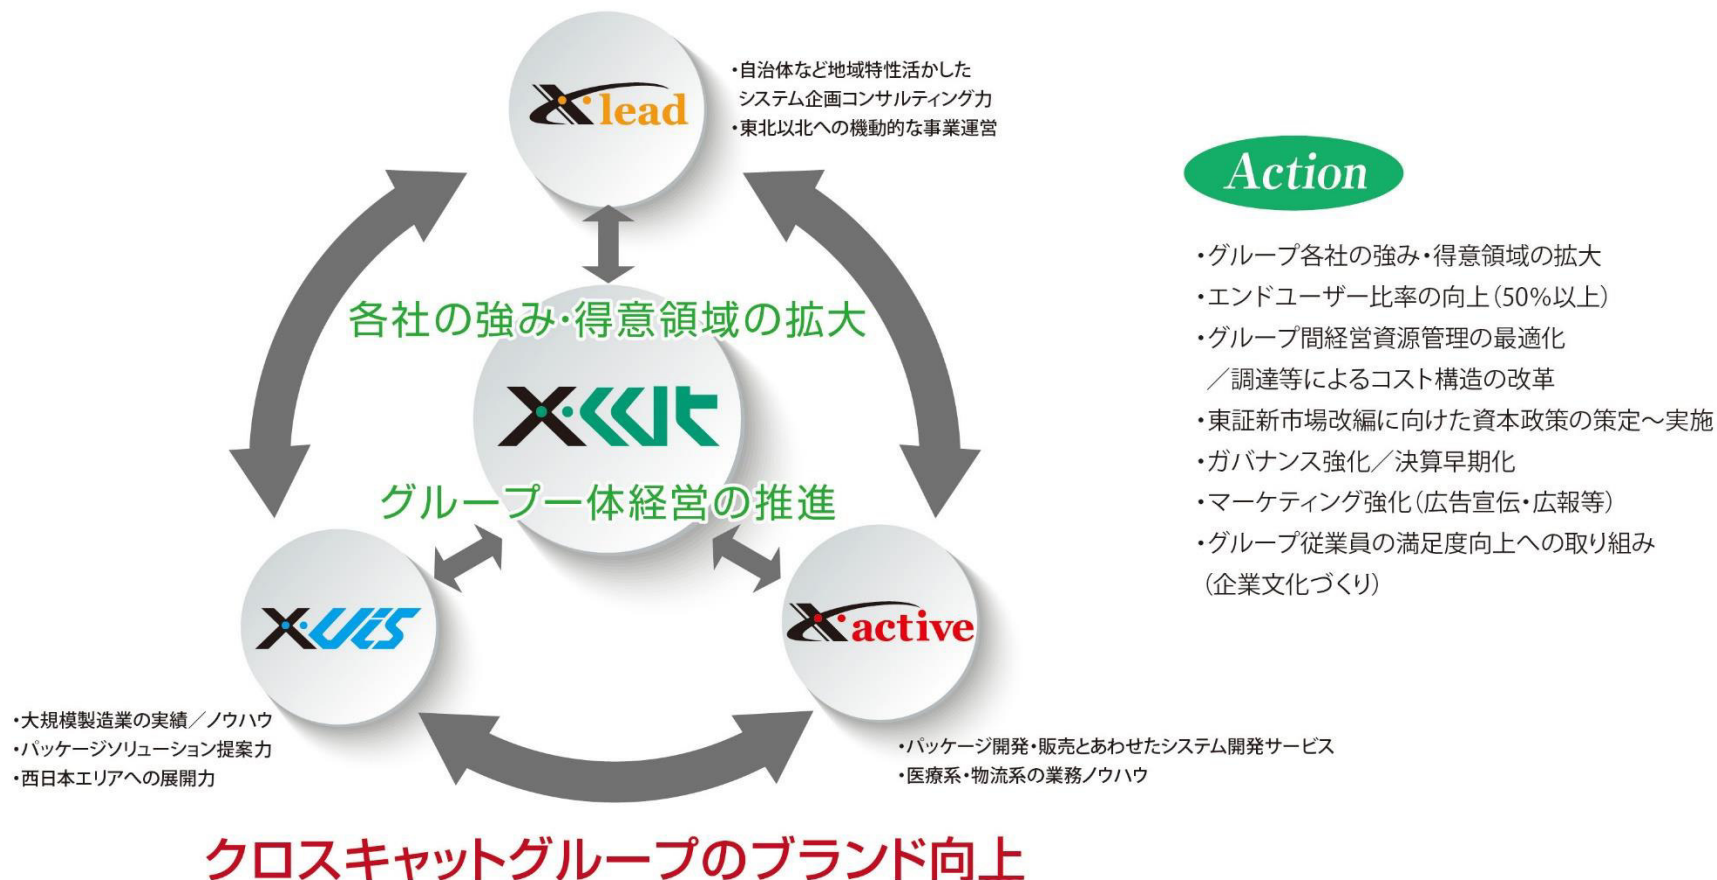 X lead
・自治体など地域特性活かした
システム企画コンサルティング力
・東北以北への機動的な事業運営
各社の強み・得意領域の拡大
グループ一体経営の推進
X・UiS
X active
・大規模製造業の実績／ノウハウ
・パッケージソリューション提案力
・西日本エリアへの展開力
・パッケージ開発・販売とあわせたシステム開発サービス
・医療系・物流系の業務ノウハウ
クロスキャットグループのブランド向上
Action
・グループ各社の強み・得意領域の拡大
・エンドユーザー比率の向上（50％以上）
・グループ間経営資源管理の最適化
／調達等によるコスト構造の改革
・東証新市場改編に向けた資本政策の策定～実施
・ガバナンス強化／決算早期化
・マーケティング強化（広告宣伝・広報等）
・グループ従業員の満足度向上への取り組み
（企業文化づくり）